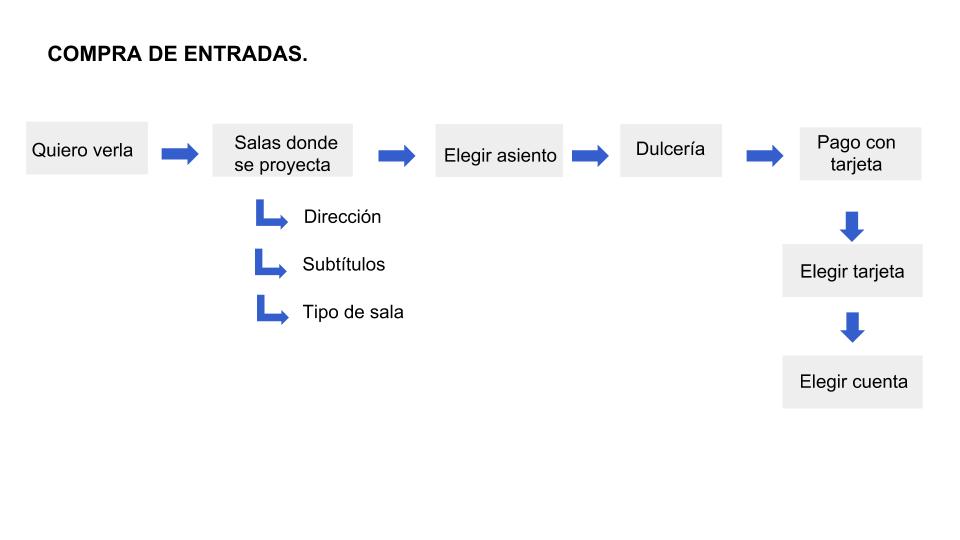 COMPRA DE ENTRADAS.
Quiero verla
Salas donde
se proyecta
Elegir asiento
Dulcería
Pago con
tarjeta
Dirección
Subtítulos
Tipo de sala
Elegir tarjeta
Elegir cuenta